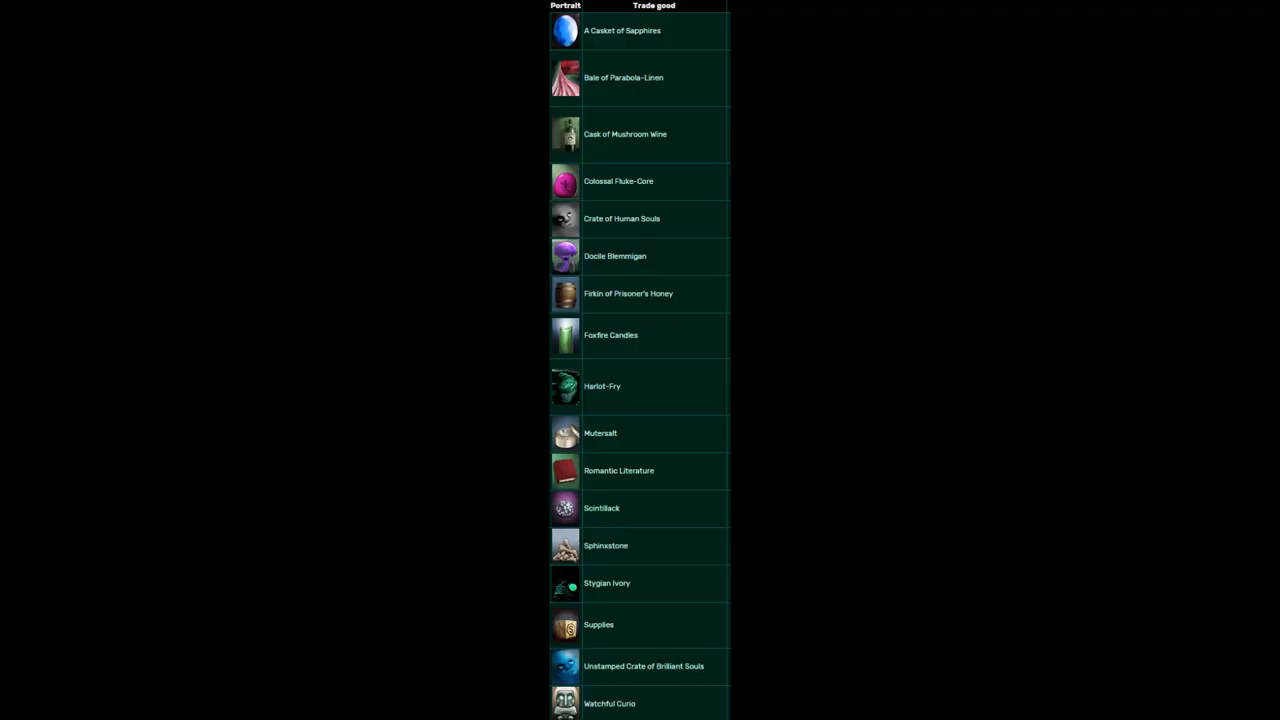 Portrait Trade good
A Casket of Sapphires
Bale of Parabola-Linen
Cask of Mushroom Wine
Colossal Fluke-Core
Crate of Human Souls
Docile Blemmigan
Firkin of Prisoner's Honey
Foxfire Candles
Harlot-Fry
Mutersalt
Romantic Literature
Scintillack
Sphinxstone
Stygian Ivory
Supplies
Unstamped Crate of Brilliant Souls
Watchful Curio